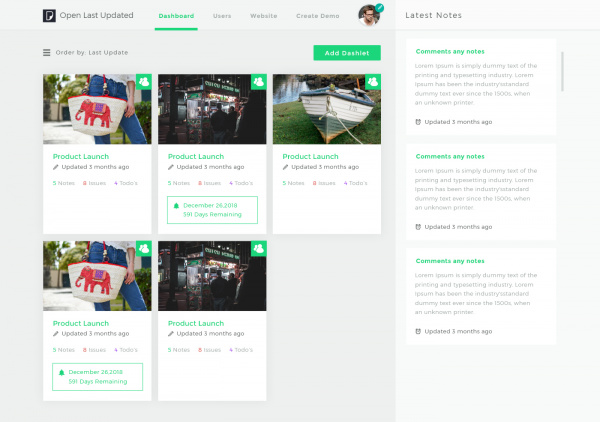 Open Last Updated
Dashboard
Users
Website
Create Demo
Latest Notes
Order by: Last Update
Add Dashlet
Product Launch
Updated 3 months ago
5 Notes 8 Issues 4 Todo's
Product Launch
Updated 3 months ago
5 Notes 8 Issues 4 Todo's
December 26,2018
591 Days Remaining
Product Launch
Updated 3 months ago
5 Notes 8 Issues 4 Todo's
Product Launch
Updated 3 months ago
5 Notes 8 Issues 4 Todo's
December 26,2018
591 Days Remaining
Product Launch
Updated 3 months ago
5 Notes 8 Issues 4 Todo's
Comments any notes
Lorem Ipsum is simply dummy text of the
printing and typesetting industry. Lorem
Ipsum has been the industry'sstandard
dummy text ever since the 1500s, when
an unknown printer.
Updated 3 months ago
Comments any notes
Lorem Ipsum is simply dummy text of the
printing and typesetting industry. Lorem
Ipsum has been the industry'sstandard
dummy text ever since the 1500s, when
an unknown printer.
Updated 3 months ago
Comments any notes
Lorem Ipsum is simply dummy text of the
printing and typesetting industry. Lorem
Ipsum has been the industry'sstandard
dummy text ever since the 1500s, when
an unknown printer.
Updated 3 months ago